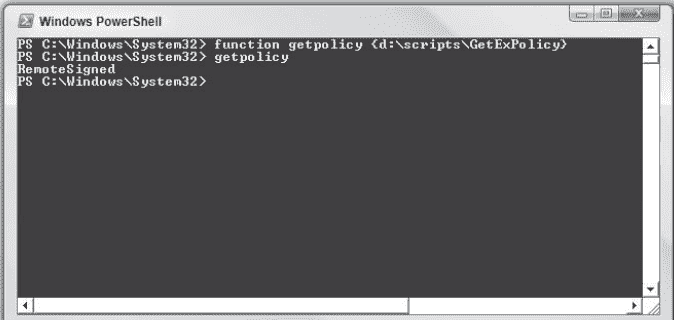 Windows PowerShell
PS C:\Windows\System32> function getpolicy {d:\scripts\GetExPolicy}
PS C:\Windows\System32> getpolicy
RemoteSigned
PS C:\Windows\System32>